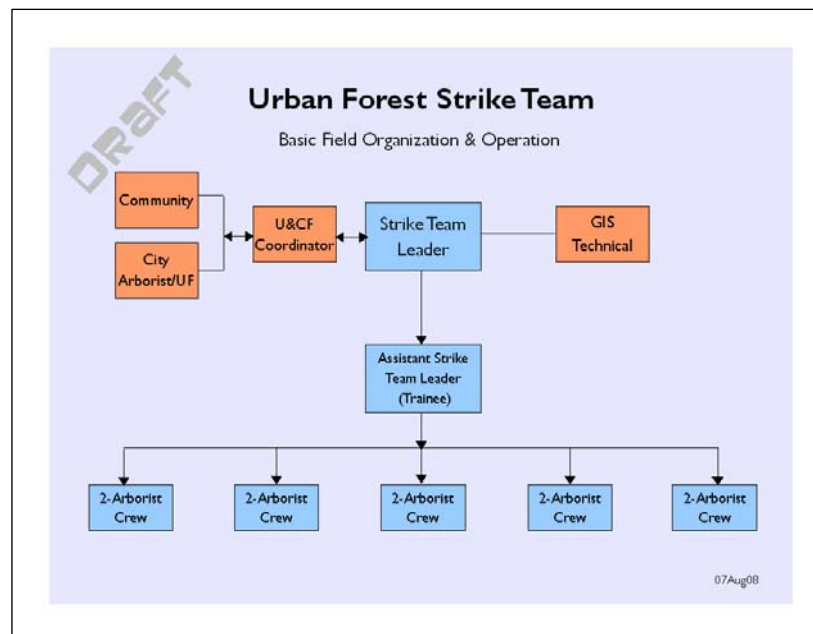 DRAFT
Urban Forest Strike Team
Basic Field Organization & Operation
Community
City
Arborist/UF
U&CF
Coordinator
Strike Team
Leader
GIS
Technical
Assistant Strike
Team Leader
(Trainee)
2-Arborist
Crew
2-Arborist
Crew
2-Arborist
Crew
2-Arborist
Crew
2-Arborist
Crew
07Aug08